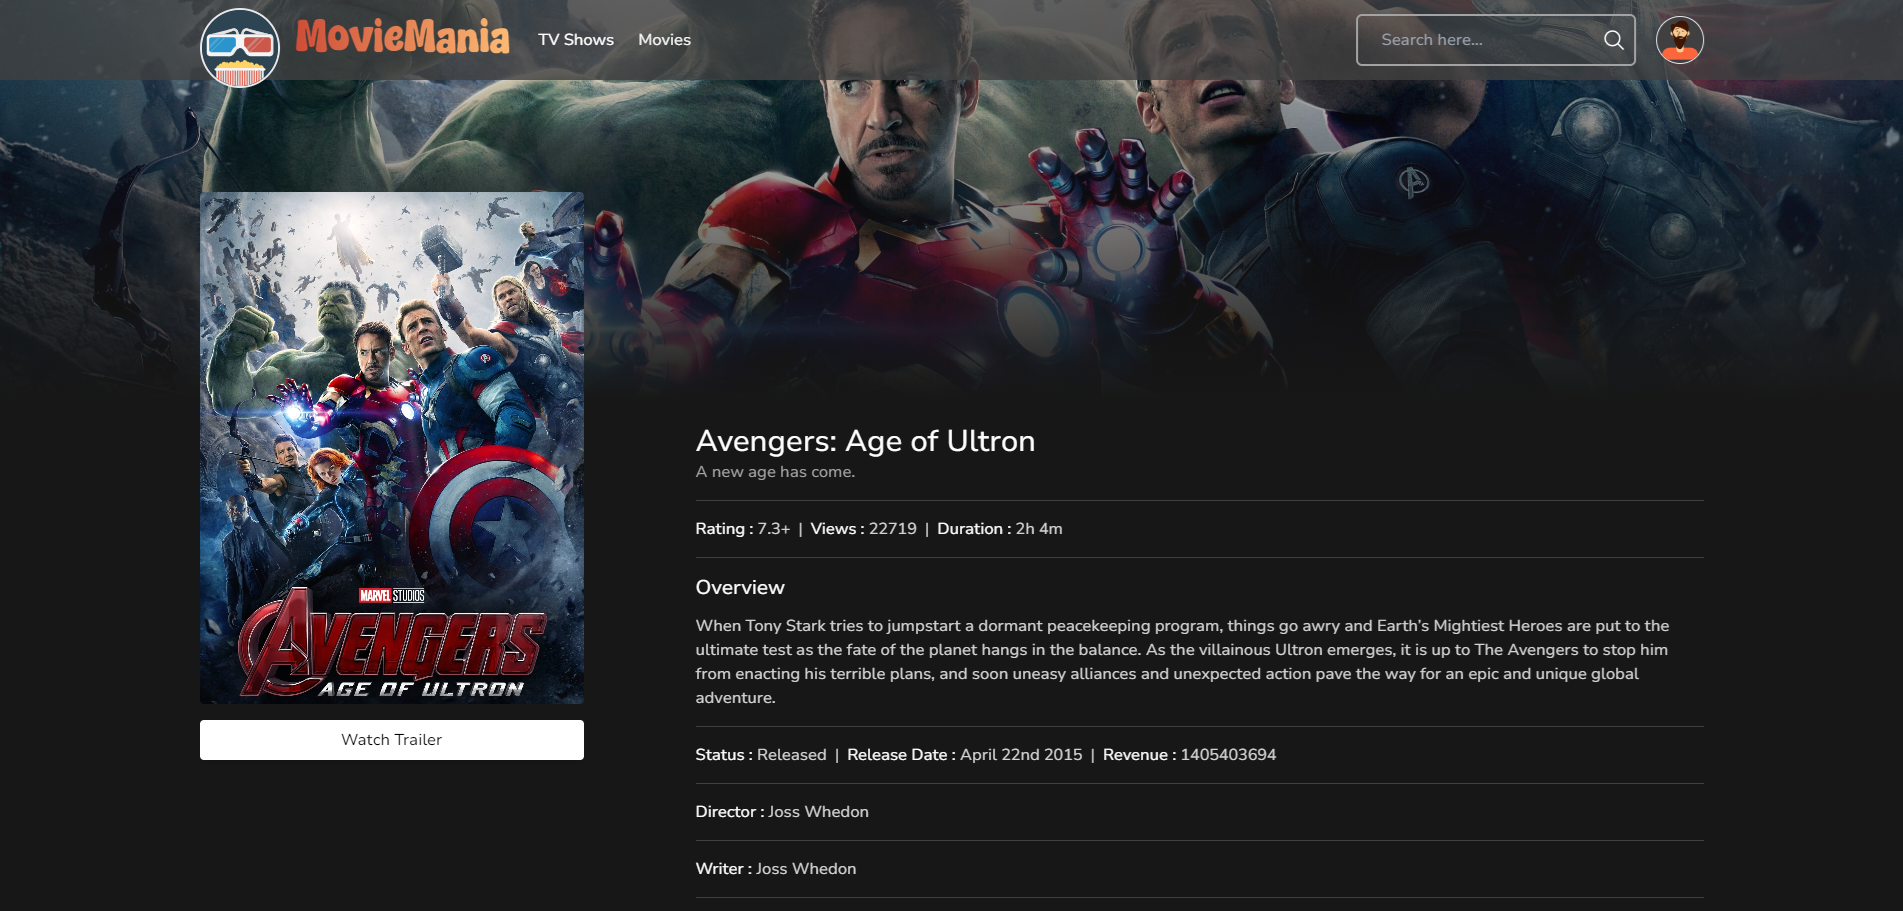 MovieMania
TV Shows
Movies
Search here...
MARVEL STUDIOS
AVENGERS
AGE OF ULTRON
Watch Trailer
Avengers: Age of Ultron
A new age has come.
Rating : 7.3+ | Views : 22719 | Duration : 2h 4m
Overview
When Tony Stark tries to jumpstart a dormant peacekeeping program, things go awry and Earth’s Mightiest Heroes are put to the
ultimate test as the fate of the planet hangs in the balance. As the villainous Ultron emerges, it is up to The Avengers to stop him
from enacting his terrible plans, and soon uneasy alliances and unexpected action pave the way for an epic and unique global
adventure.
Status : Released | Release Date : April 22nd 2015 | Revenue : 1405403694
Director : Joss Whedon
Writer : Joss Whedon